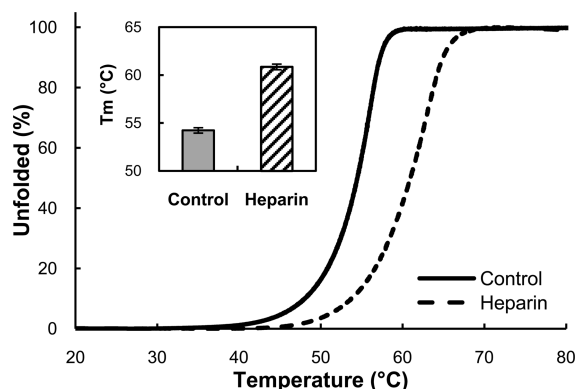 100
80
60
40
20
0
Unfolded (%)
65
60
55
50
Tm (°C)
Control Heparin
Control
Heparin
20 30 40 50 60 70 80
Temperature (°C)